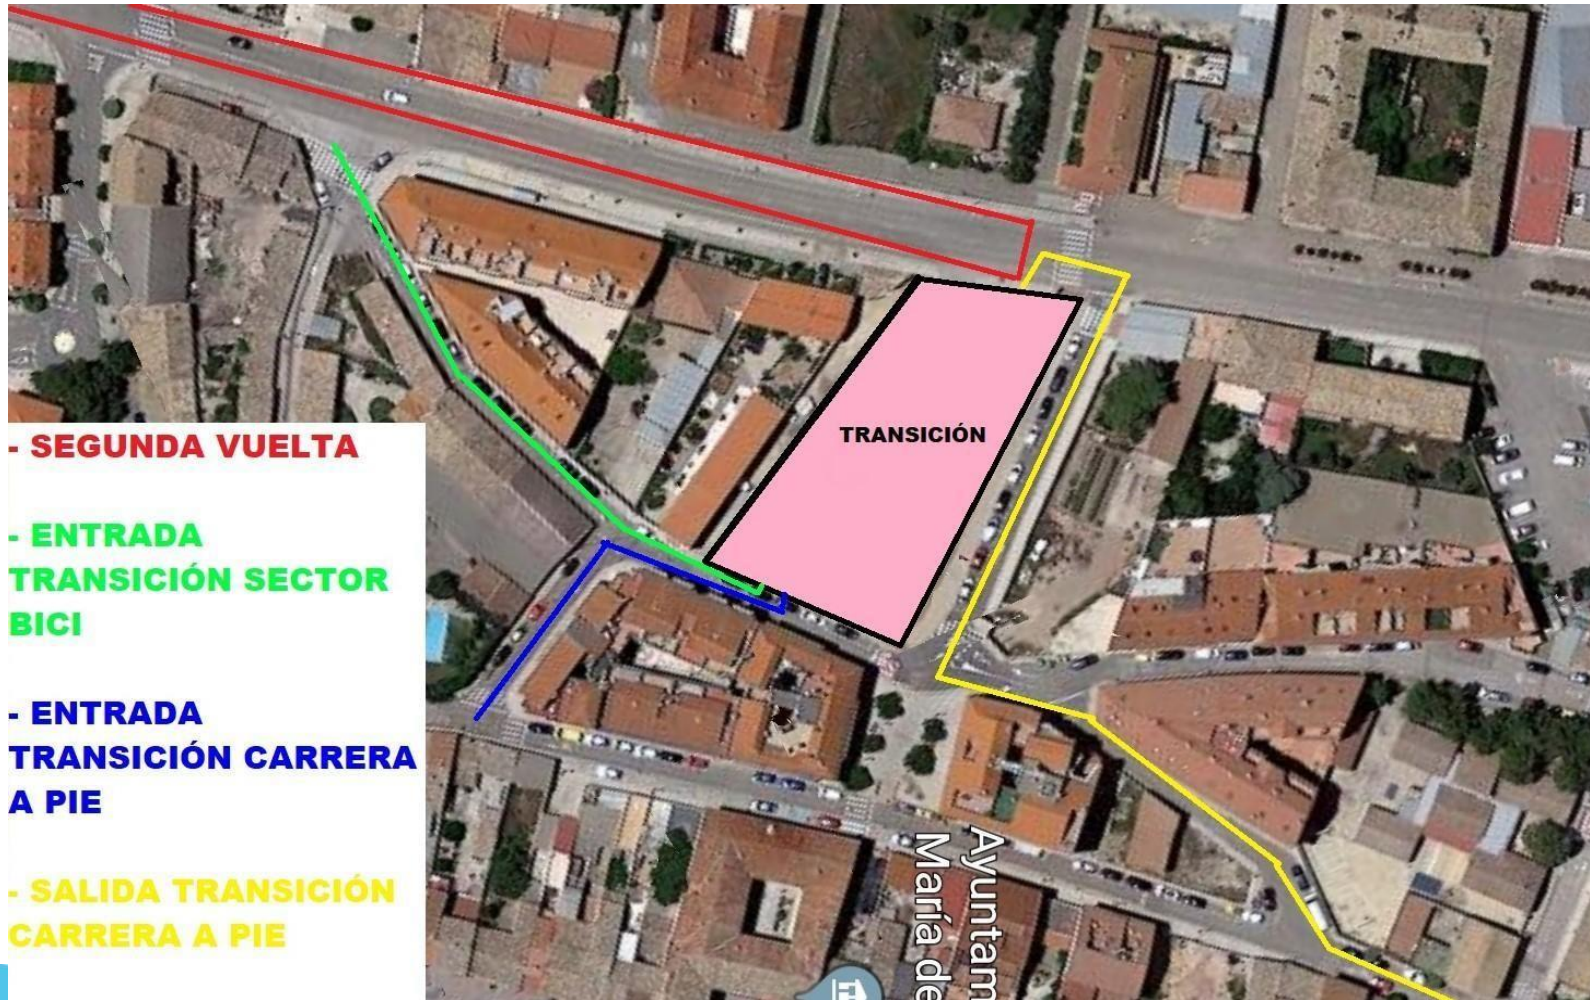 - SEGUNDA VUELTA
- ENTRADA
TRANSICIÓN SECTOR
BICI
- ENTRADA
TRANSICIÓN CARRERA
A PIE
- SALIDA TRANSICIÓN
CARRERA A PIE
TRANSICIÓN
Ayuntam
María de